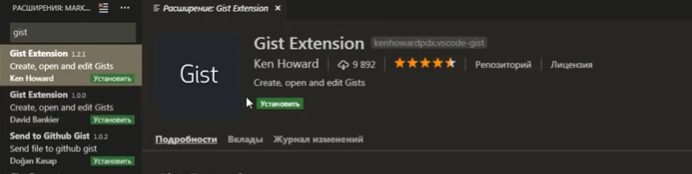 РАСШИРЕНИЯ: MARK...
gist
Gist Extension 1.2.1
Create, open and edit Gists
Ken Howard Установить
Gist Extension 1.0.0
Create, open and edit Gists
David Bankier Установить
Send to Github Gist 1.0.2
Send file to github gist
Doğan Kasap Установить
Расширение: Gist Extension
Gist
Gist Extension kenhowardpdx.vscode-gist
Ken Howard 9 892 Репозиторий Лицензия
Create, open and edit Gists
Установить
Подробности Вклады Журнал изменений